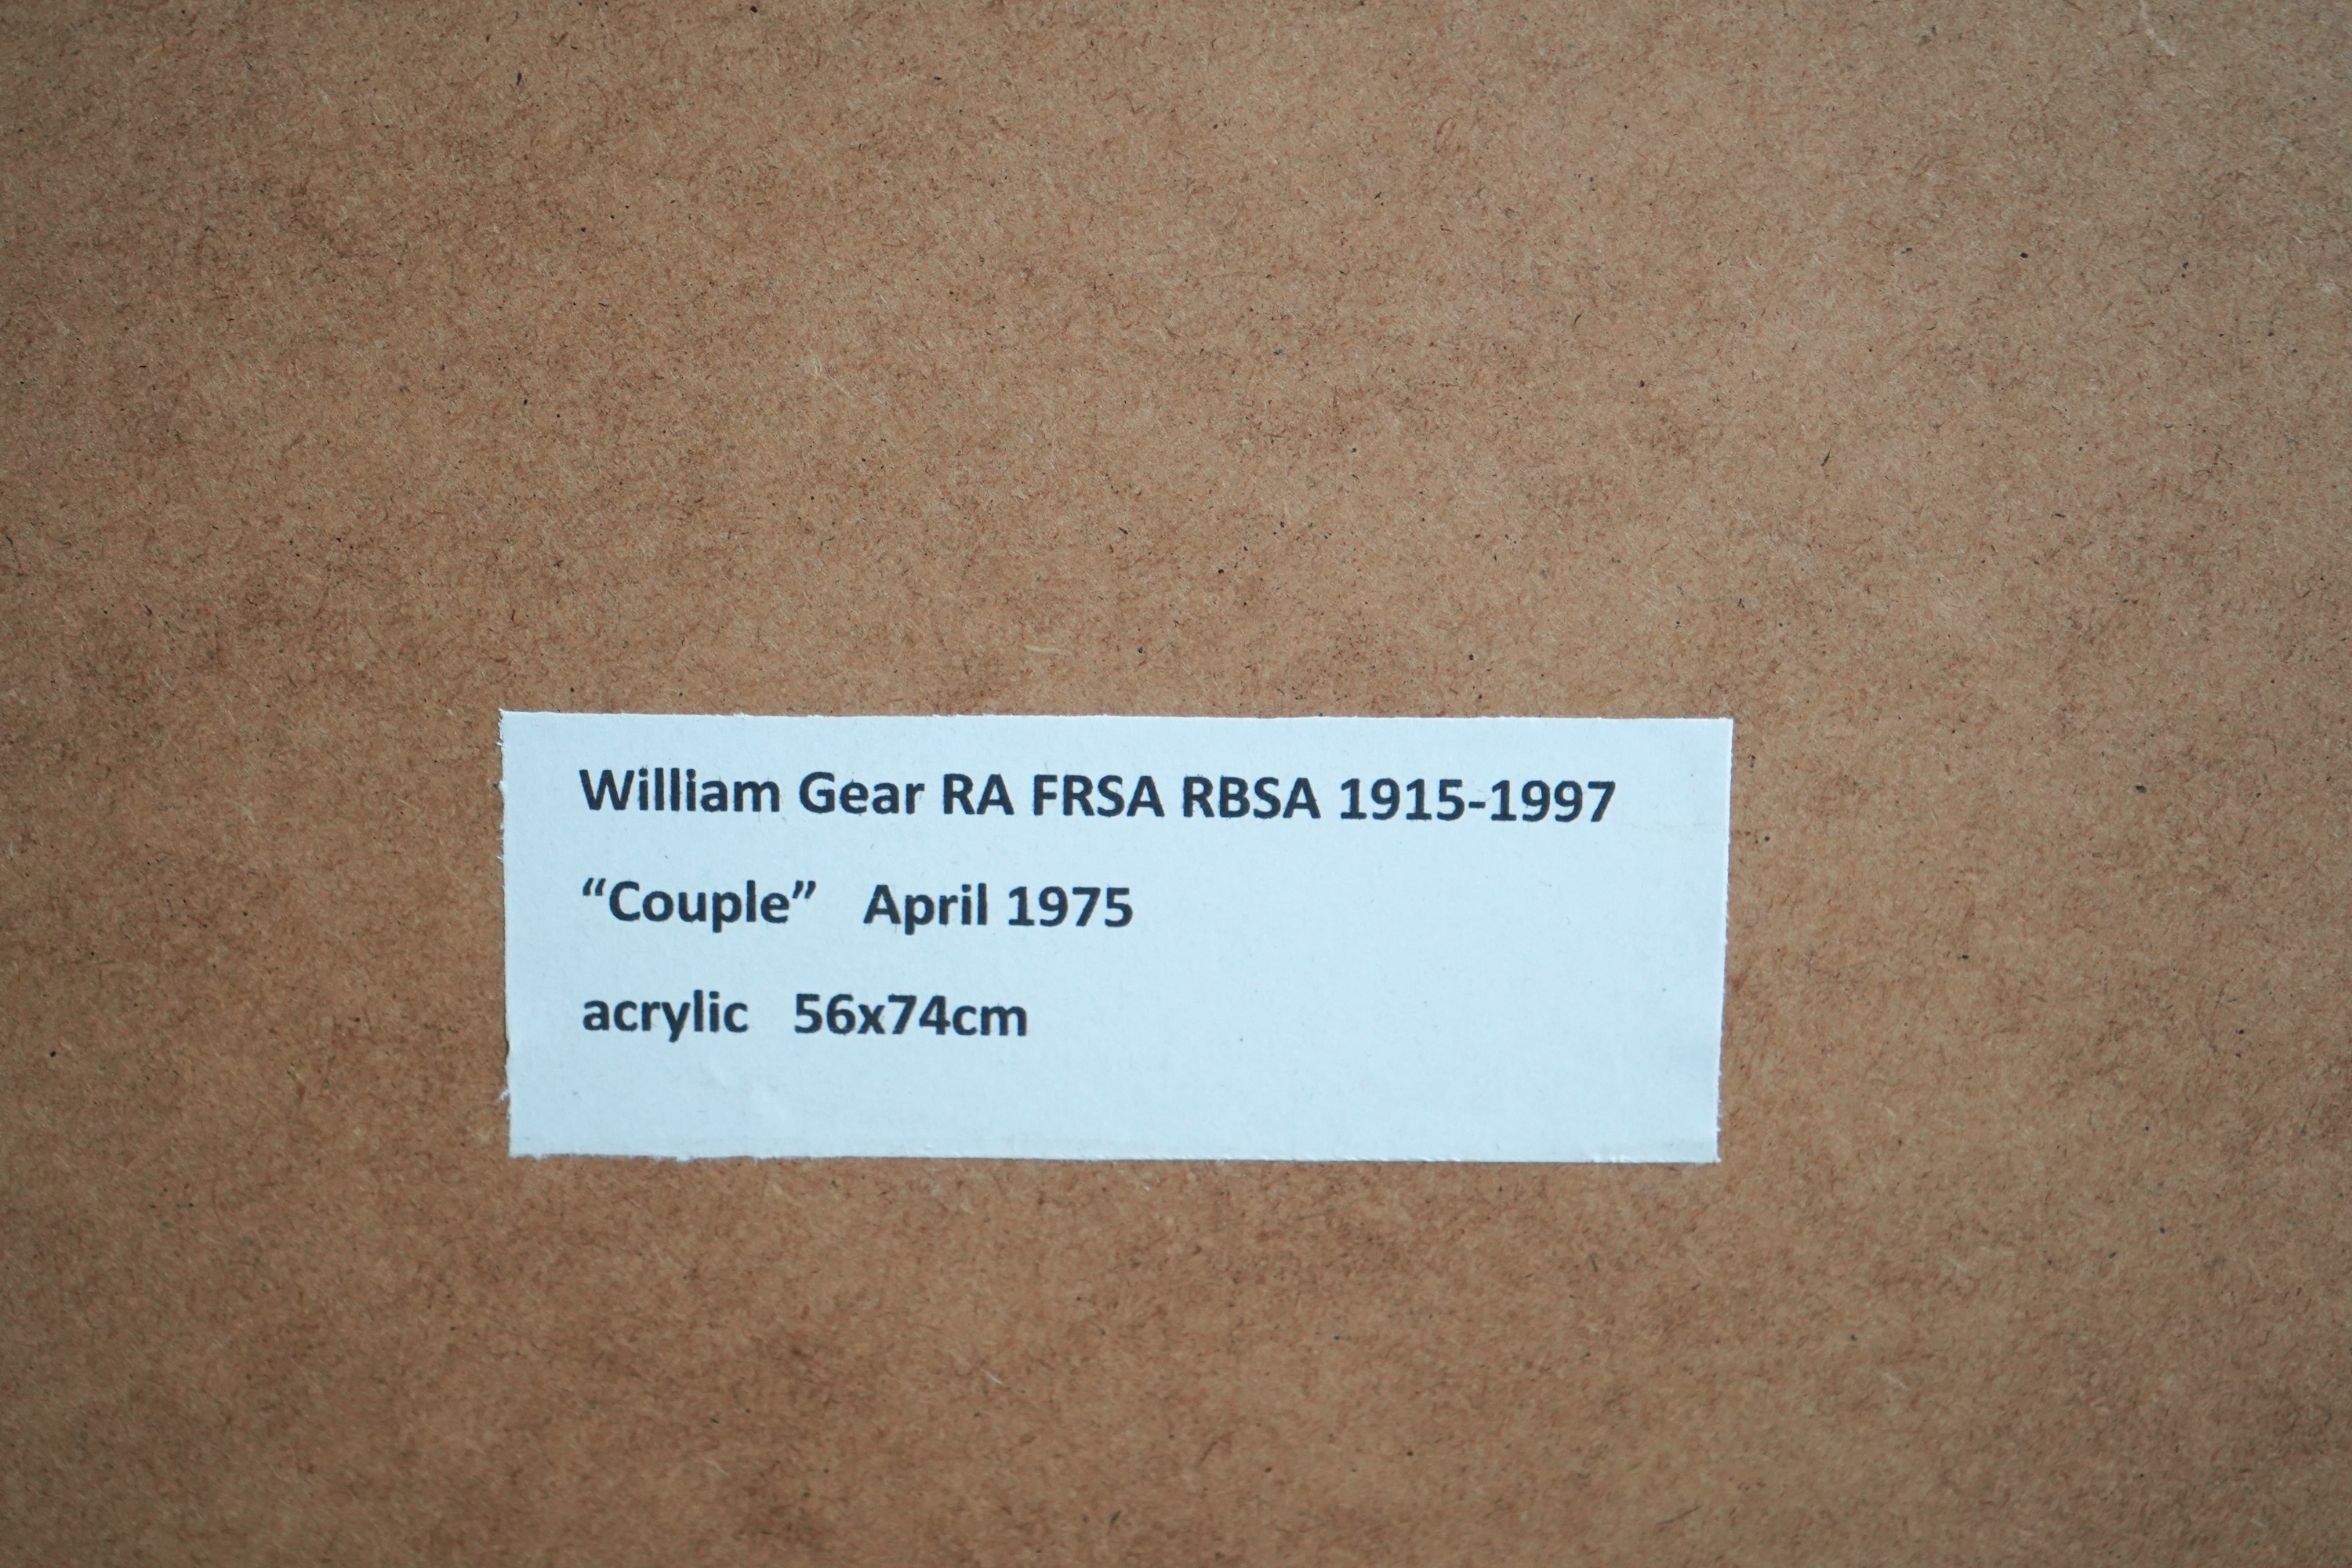 William Gear RA FRSA RBSA 1915-1997
“Couple” April 1975
acrylic 56x74cm